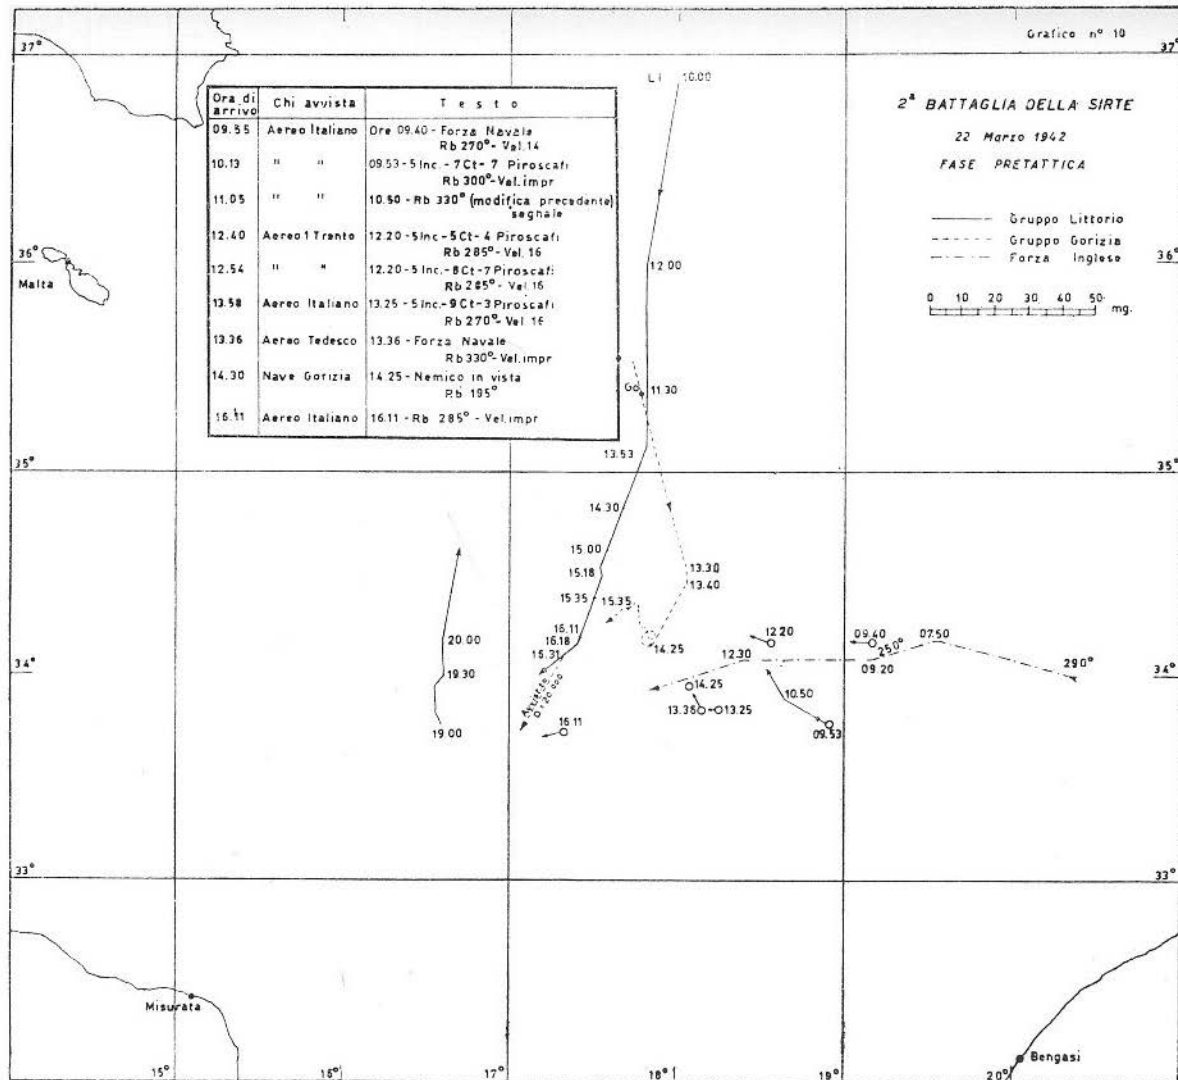 Grafico nº 10
37°
37°
2ª BATTAGLIA DELLA SIRTE
22 Marzo 1942
FASE PRETATTICA
Gruppo Littorio
Gruppo Gorizia
Forza Inglese
0 10 20 30 40 50 mg.
Ora di arrivo Chi avvista Testo
09.55 Aereo Italiano Ore 09.40 - Forza Navale
Rb 270° - Vel. 14
10.13 " " 09.53 - 5 Inc. - 7 Ct - 7 Piroscafi
Rb 300° - Vel. impr
11.05 " " 10.50 - Rb 330° (modifica precedente)
segnale
12.40 Aereo 1 Trento 12.20 - 5 Inc - 5 Ct - 4 Piroscafi
Rb 285° - Vel. 16
12.54 " " 12.20 - 5 Inc. - 8 Ct - 7 Piroscafi
Rb 285° - Vel. 16
13.58 Aereo Italiano 13.25 - 5 Inc. - 9 Ct - 3 Piroscafi
Rb 270° - Vel. 16
13.36 Aereo Tedesco 13.36 - Forza Navale
Rb 330° - Vel. impr
14.30 Nave Gorizia 14.25 - Nemico in vista
Rb 195°
16.11 Aereo Italiano 16.11 - Rb 285° - Vel. impr
LI 10.00
36°
36°
Malta
12.00
Go 11.30
35°
35°
13.53
14.30
15.00
15.18
15.35
15.35
13.30
13.40
16.11
16.18
14.25
16.31
Avvistato
12.20
09.40
250°
07.50
12.30
09.20
290°
34°
34°
20.00
19.30
19.00
14.25
13.36
13.25
10.50
09.53
16.11
33°
33°
Misurata
Bengasi
15°
16°
17°
18°
19°
20°